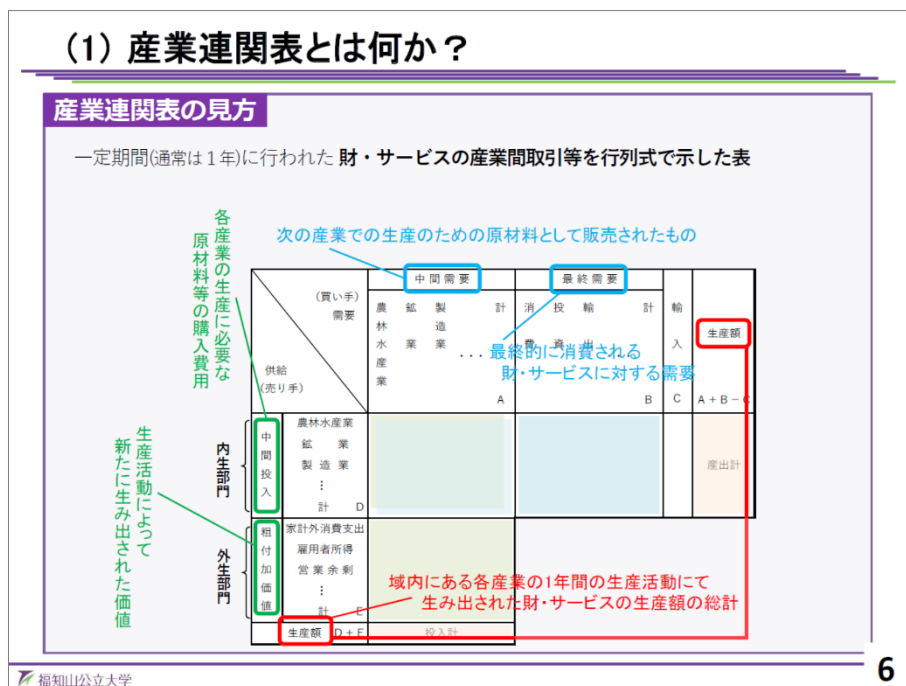 (1) 産業連関表とは何か？
産業連関表の見方
一定期間(通常は１年)に行われた 財・サービスの産業間取引等を行列式で示した表
各産業の生産に必要な
原材料等の購入費用
次の産業での生産のための原材料として販売されたもの
中間需要
最終需要
(買い手)
需要
供給
(売り手)
農林水産業
鉱業
製造業
...
計
A
消費
投資
輸出
計
B
輸入
C
生産額
A+B-C
最終的に消費される
財・サービスに対する需要
内生部門
中間投入
農林水産業
鉱業
製造業
⋮
計 D
産出計
生産活動によって
新たに生み出された価値
外生部門
粗付加価値
家計外消費支出
雇用者所得
営業余剰
⋮
計 E
域内にある各産業の1年間の生産活動にて
生み出された財・サービスの生産額の総計
生産額 D+E
投入計
福知山公立大学
6